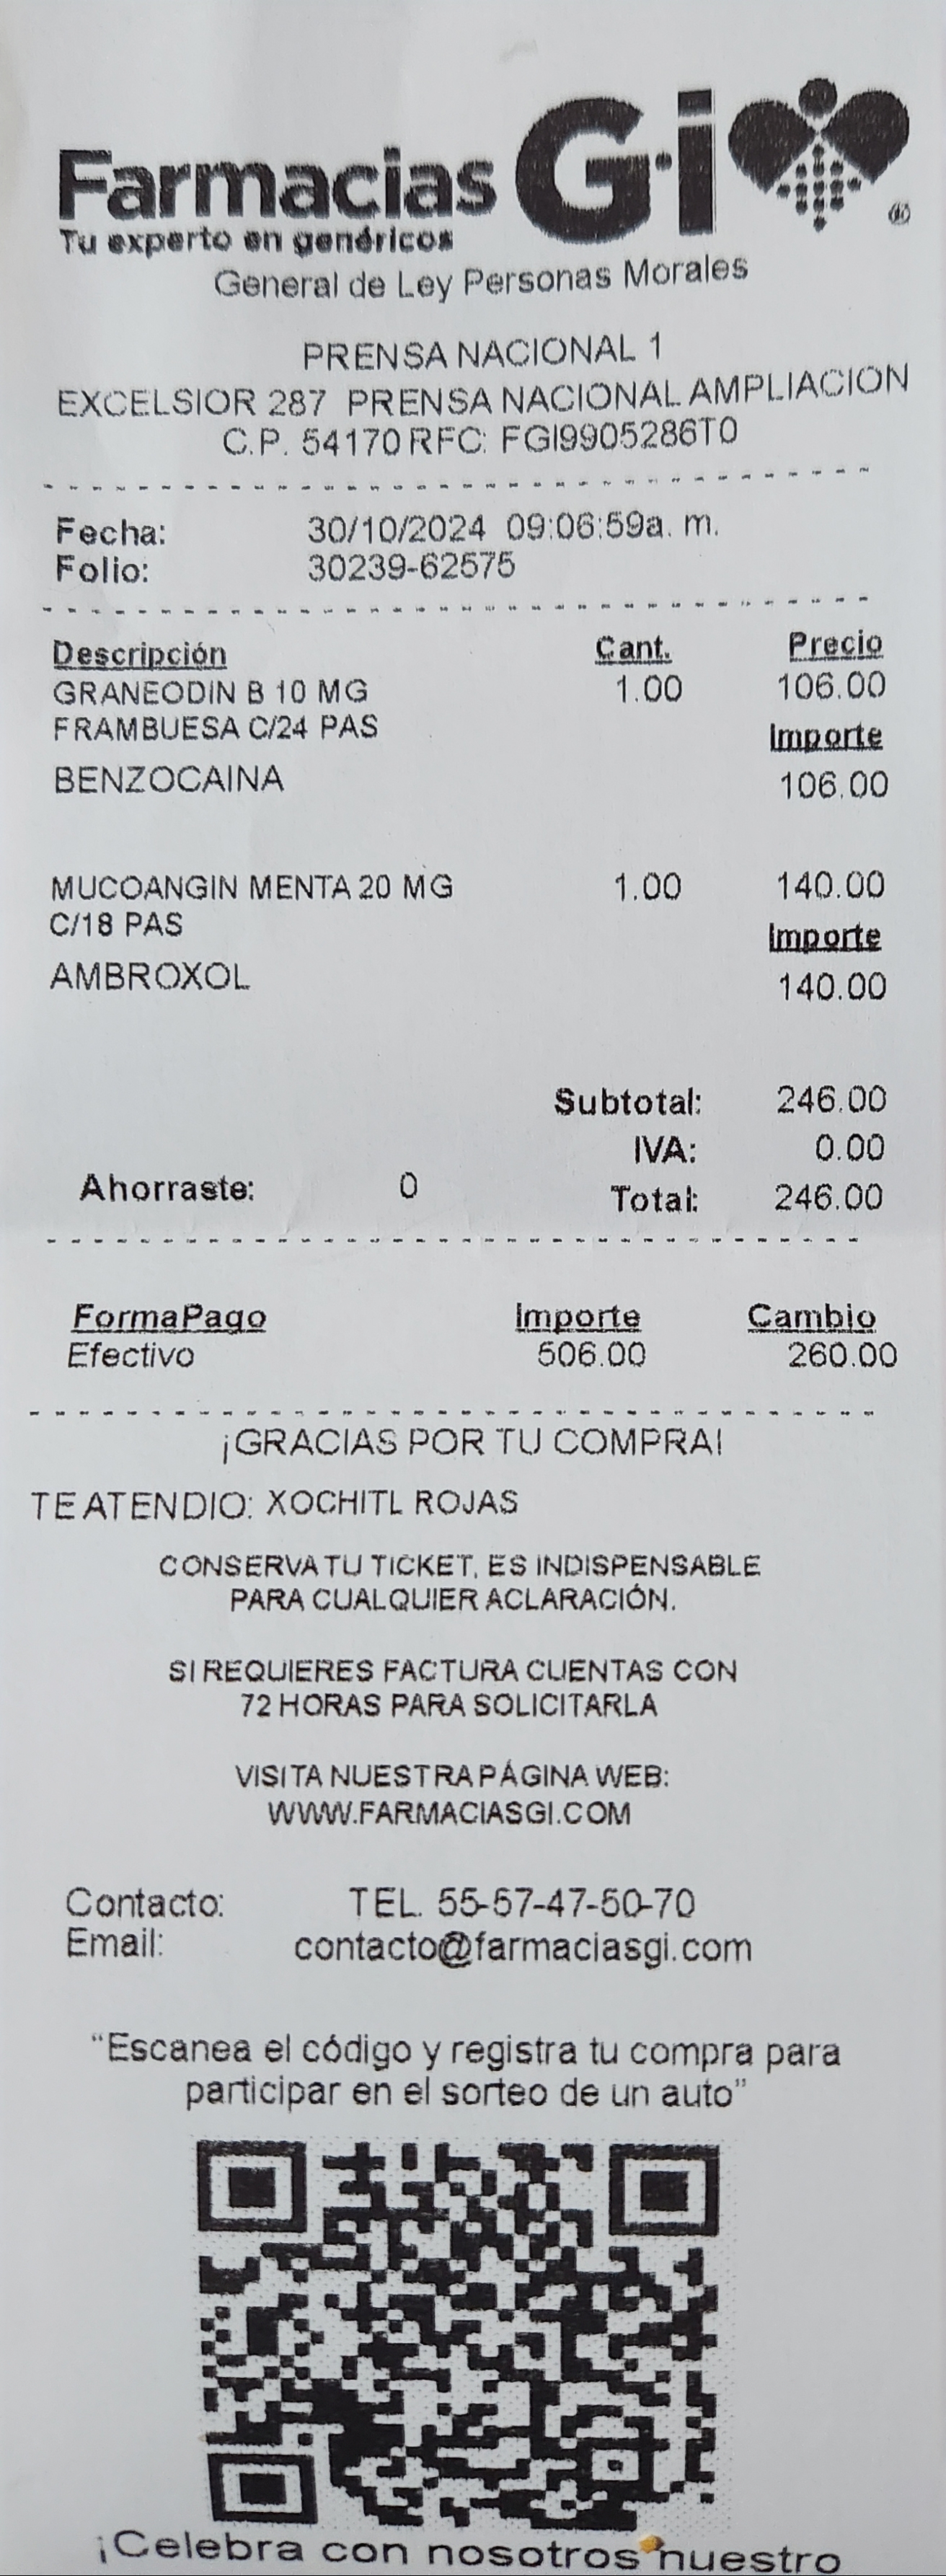 Farmacias G·i
Tu experto en genéricos
General de Ley Personas Morales
PRENSA NACIONAL 1
EXCELSIOR 287 PRENSA NACIONAL AMPLIACION
C.P. 54170 RFC: FGI9905286T0
Fecha: 30/10/2024 09:06:59a. m.
Folio: 30239-62575
Descripción Cant. Precio
GRANEODIN B 10 MG 1.00 106.00
FRAMBUESA C/24 PAS Importe
BENZOCAINA 106.00
MUCOANGIN MENTA 20 MG 1.00 140.00
C/18 PAS Importe
AMBROXOL 140.00
Subtotal: 246.00
IVA: 0.00
Ahorraste: 0 Total: 246.00
FormaPago Importe Cambio
Efectivo 506.00 260.00
¡GRACIAS POR TU COMPRA!
TE ATENDIO: XOCHITL ROJAS
CONSERVA TU TICKET, ES INDISPENSABLE
PARA CUALQUIER ACLARACIÓN.
SI REQUIERES FACTURA CUENTAS CON
72 HORAS PARA SOLICITARLA
VISITA NUESTRA PÁGINA WEB:
WWW.FARMACIASGI.COM
Contacto: TEL. 55-57-47-50-70
Email: contacto@farmaciasgi.com
“Escanea el código y registra tu compra para
participar en el sorteo de un auto”
¡Celebra con nosotros nuestro